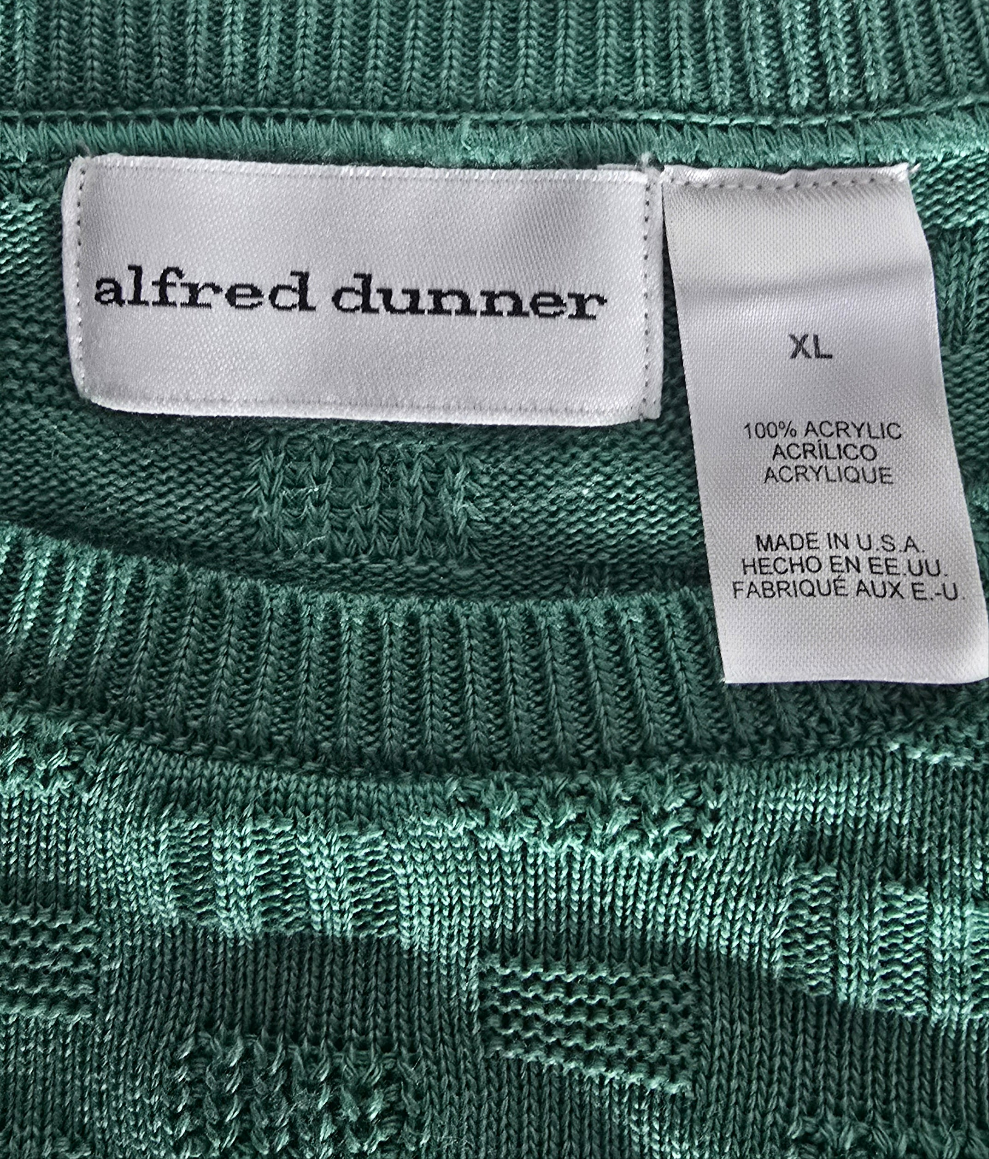 alfred dunner
XL
100% ACRYLIC
ACRÍLICO
ACRYLIQUE
MADE IN U.S.A.
HECHO EN EE.UU.
FABRIQUÉ AUX E.-U.